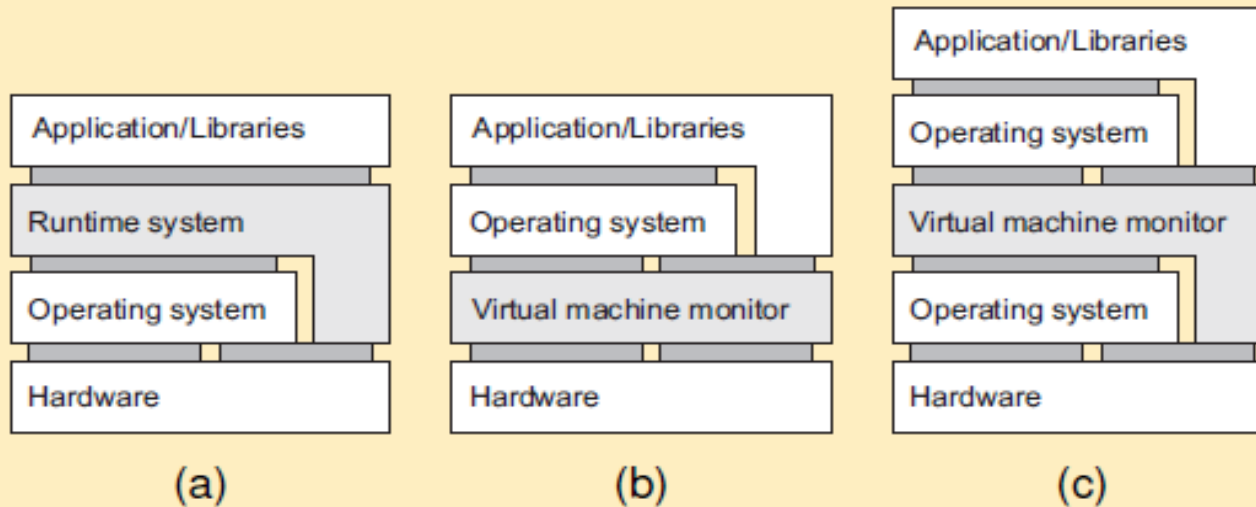 Application/Libraries
Runtime system
Operating system
Hardware
(a)
Application/Libraries
Operating system
Virtual machine monitor
Hardware
(b)
Application/Libraries
Operating system
Virtual machine monitor
Operating system
Hardware
(c)